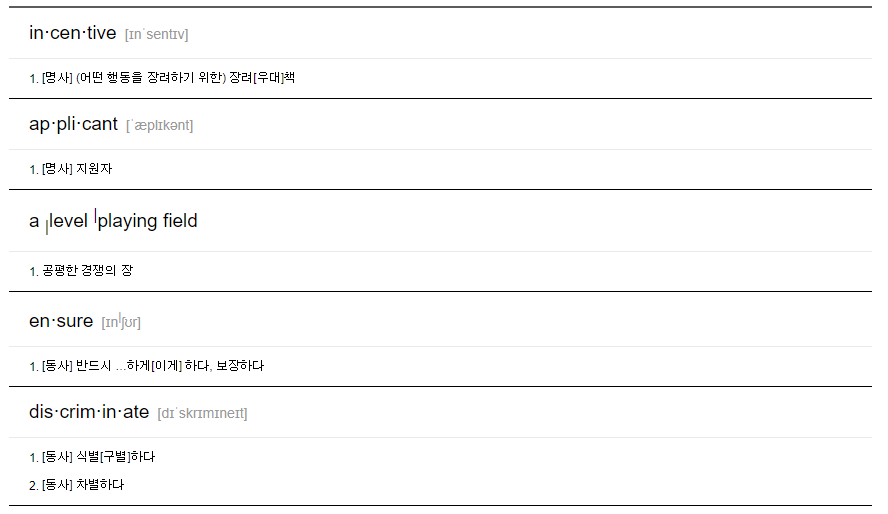 in·cen·tive [ɪnˈsentɪv]
1. [명사] (어떤 행동을 장려하기 위한) 장려[우대]책
ap·pli·cant [ˈæplɪkənt]
1. [명사] 지원자
a ˌlevel ˈplaying field
1. 공평한 경쟁의 장
en·sure [ɪnˈʃʊr]
1. [동사] 반드시 …하게[이게] 하다, 보장하다
dis·crim·in·ate [dɪˈskrɪmɪneɪt]
1. [동사] 식별[구별]하다
2. [동사] 차별하다